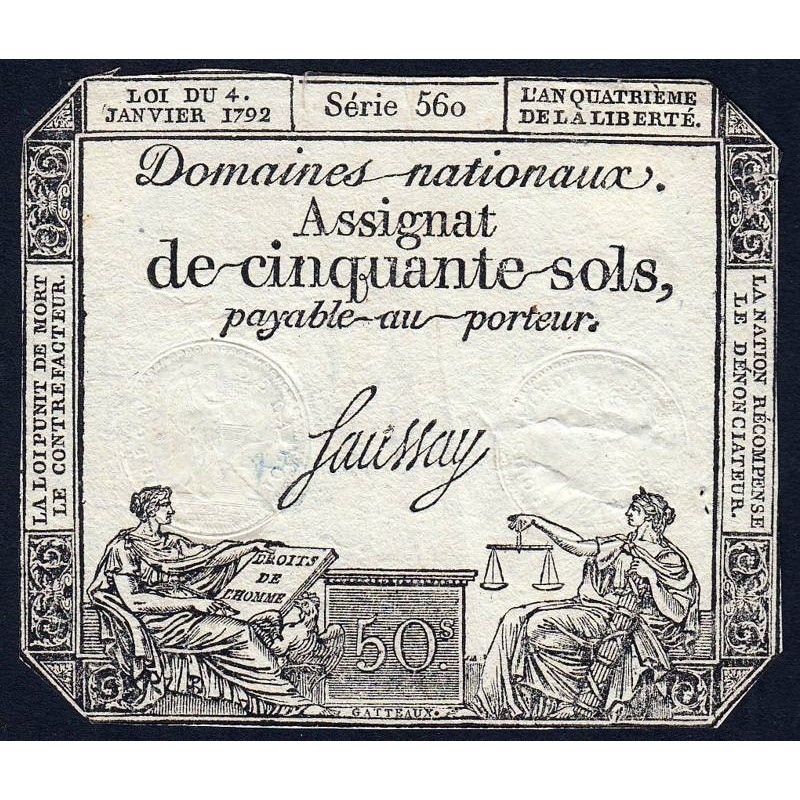 LOI DU 4.
JANVIER 1792
Série 560
L'AN QUATRIÈME
DE LA LIBERTÉ.
Domaines nationaux.
Assignat
de cinquante sols,
payable au porteur.
LA LOI PUNIT DE MORT
LE CONTREFACTEUR.
LA NATION RÉCOMPENSE
LE DÉNONCIATEUR.
Saussay
DROITS
DE
L'HOMME
50.s
GATTEAUX.